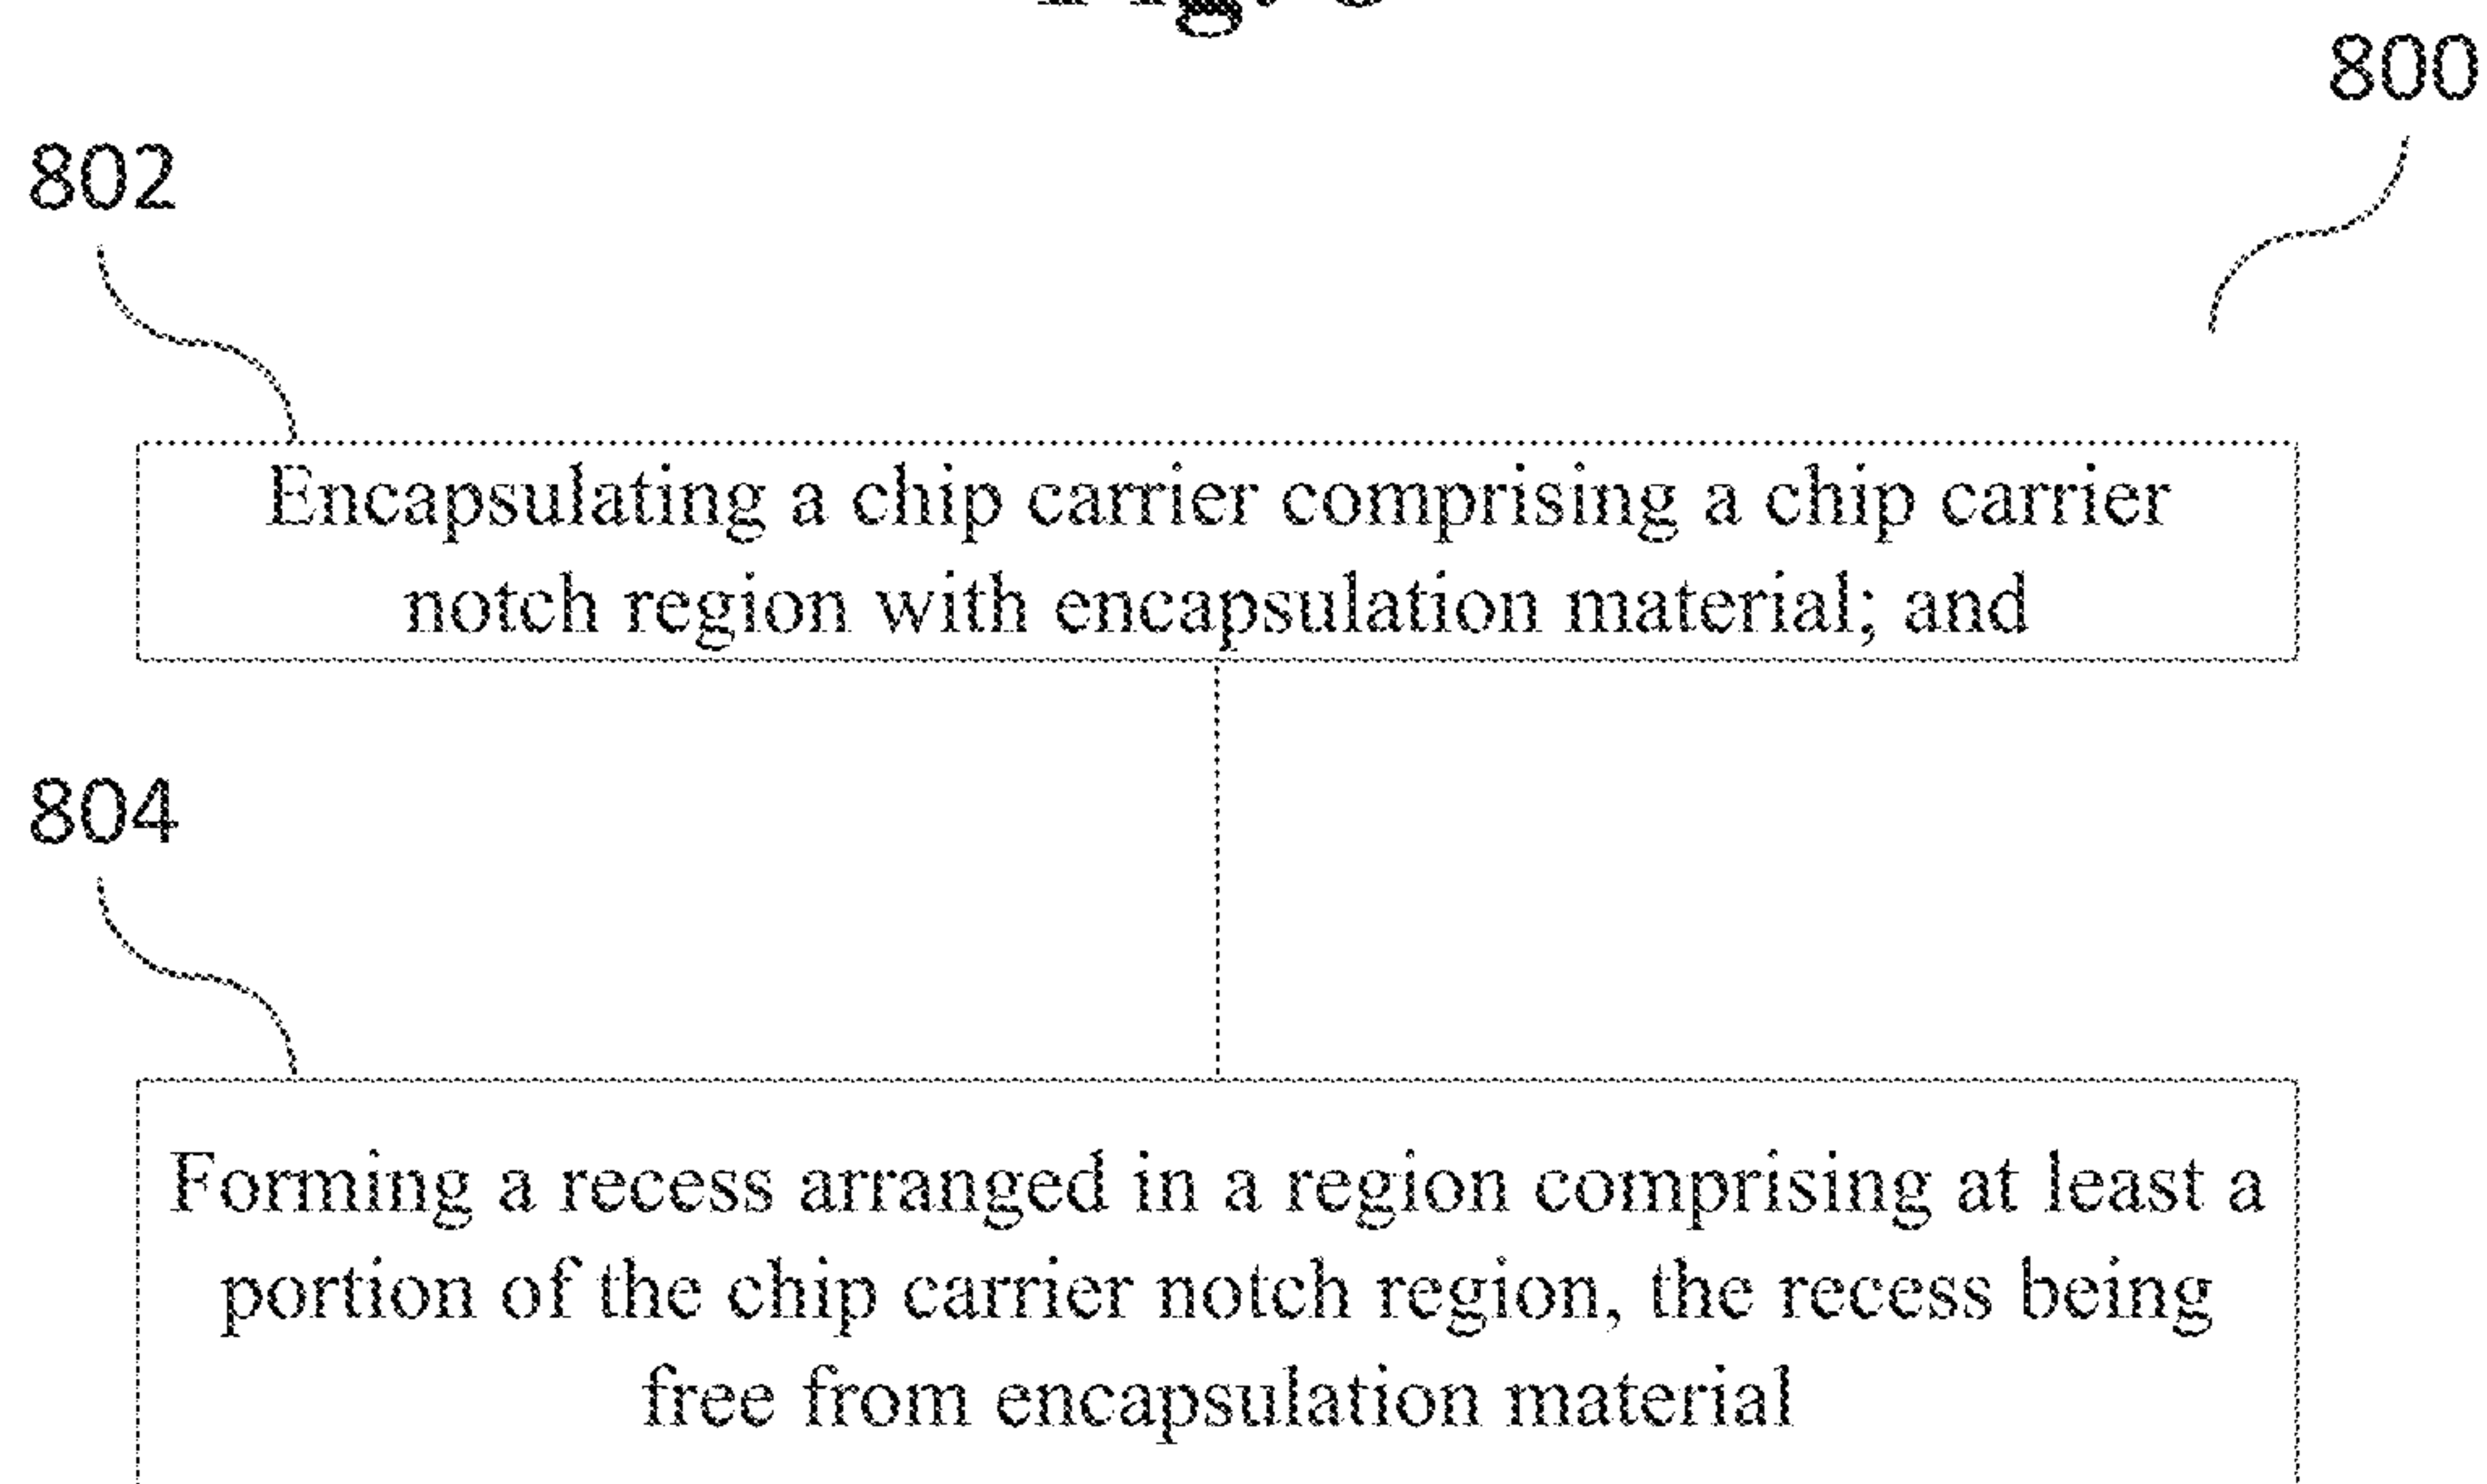 800
802
Encapsulating a chip carrier comprising a chip carrier
notch region with encapsulation material; and
804
Forming a recess arranged in a region comprising at least a
portion of the chip carrier notch region, the recess being
free from encapsulation material